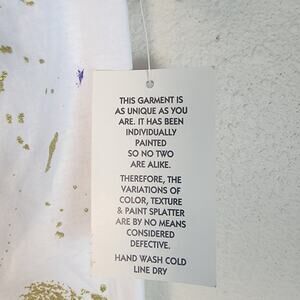 THIS GARMENT IS
AS UNIQUE AS YOU
ARE. IT HAS BEEN
INDIVIDUALLY
PAINTED
SO NO TWO
ARE ALIKE.
THEREFORE, THE
VARIATIONS OF
COLOR, TEXTURE
& PAINT SPLATTER
ARE BY NO MEANS
CONSIDERED
DEFECTIVE.
HAND WASH COLD
LINE DRY